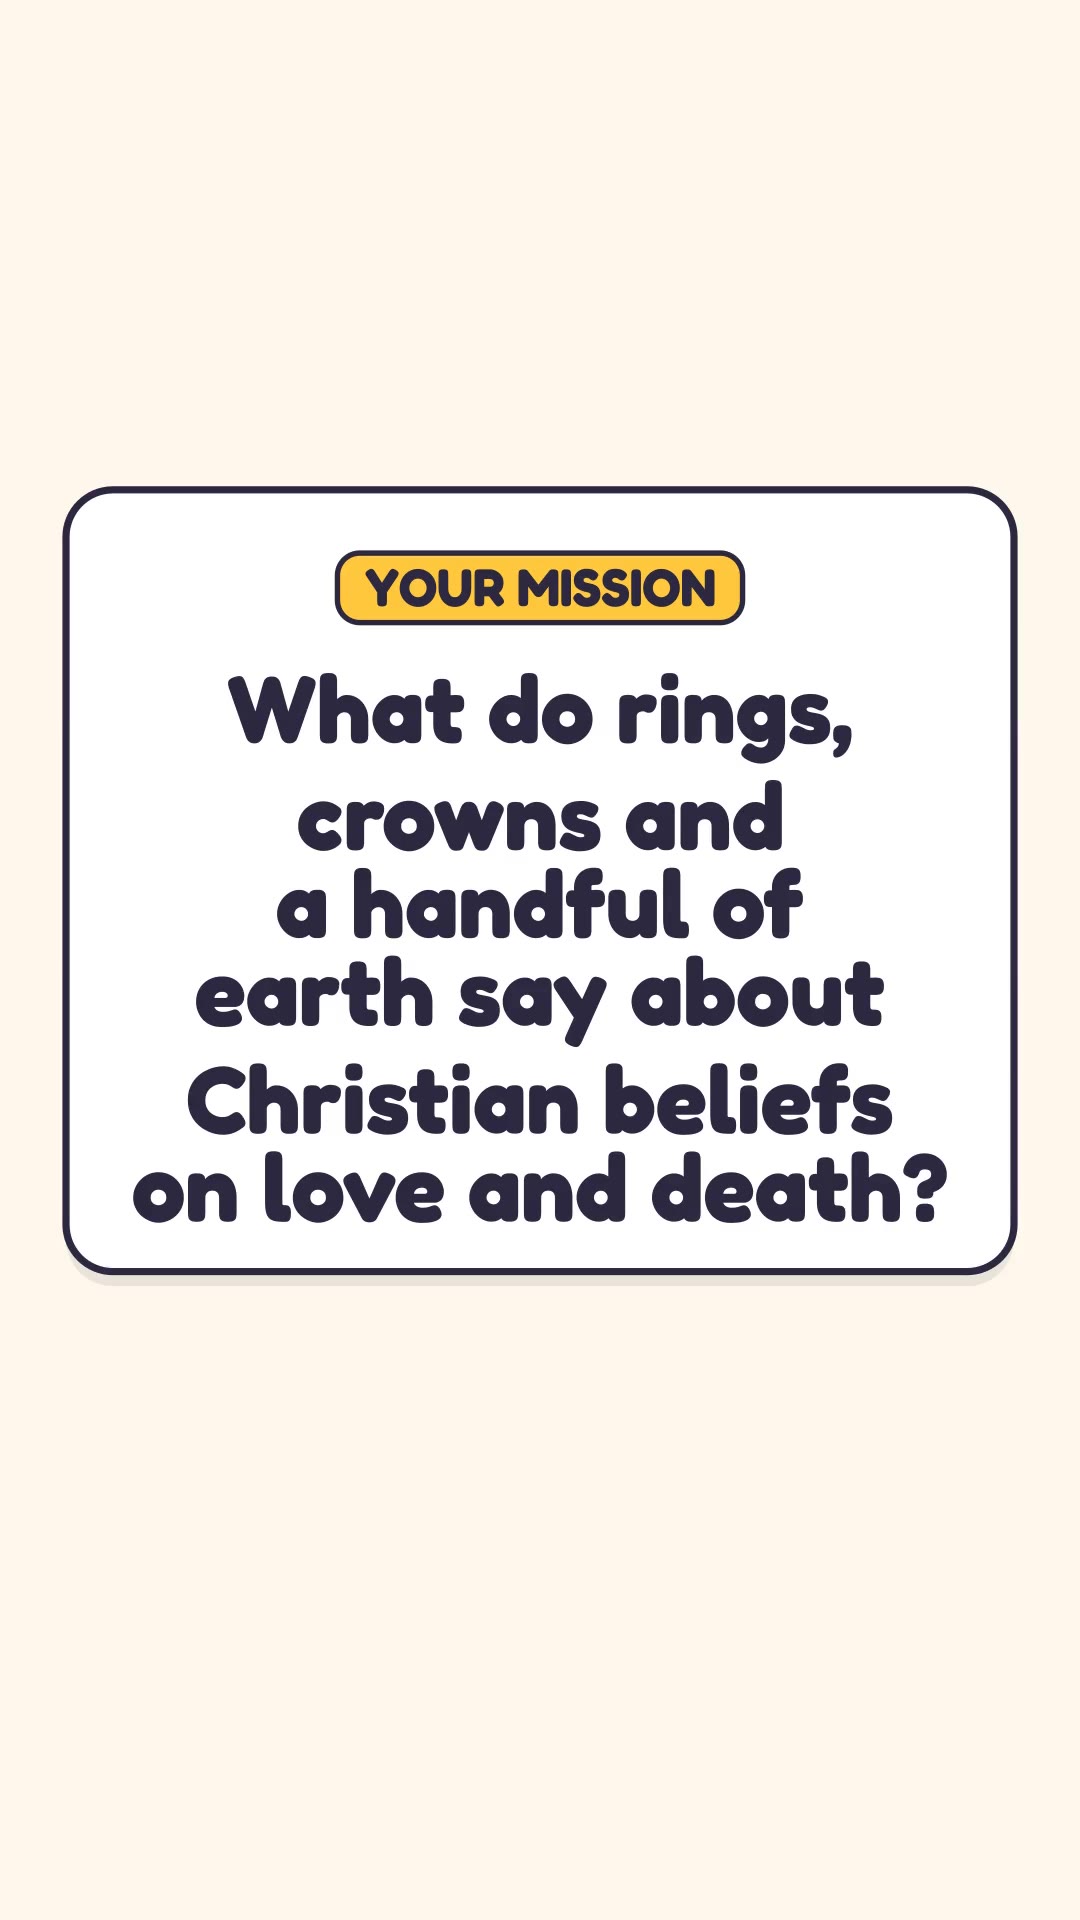 YOUR MISSION
What do rings,
crowns and
a handful of
earth say about
Christian beliefs
on love and death?